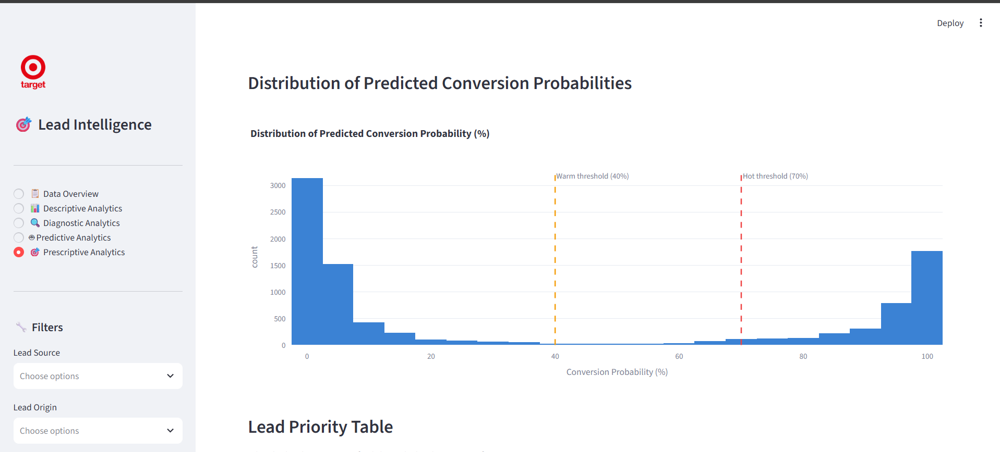 Deploy
target
Lead Intelligence
Data Overview
Descriptive Analytics
Diagnostic Analytics
Predictive Analytics
Prescriptive Analytics
Filters
Lead Source
Choose options
Lead Origin
Choose options
Distribution of Predicted Conversion Probabilities
Distribution of Predicted Conversion Probability (%)
Warm threshold (40%)
Hot threshold (70%)
3000
2500
2000
1500
1000
500
0
count
0 20 40 60 80 100
Conversion Probability (%)
Lead Priority Table